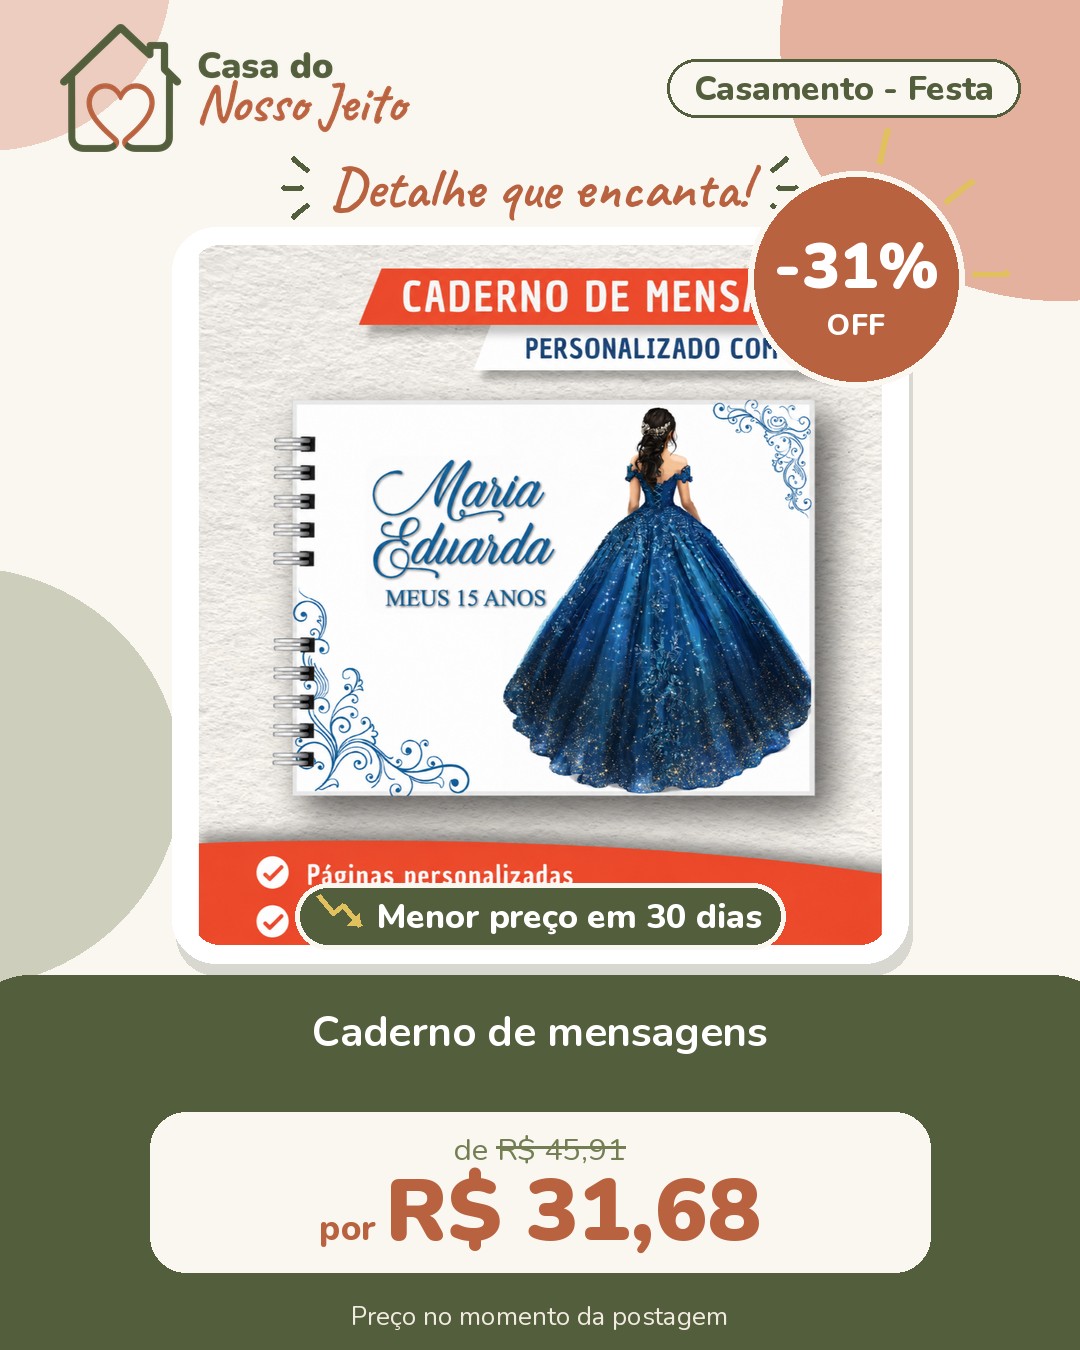 Casa do
Nosso Jeito
Casamento - Festa
Detalhe que encanta!
-31%
OFF
CADERNO DE
PERSONALIZADO COM
Maria
Eduarda
MEUS 15 ANOS
Páginas personalizadas
Menor preço em 30 dias
Caderno de mensagens
de R$ 45,91
por R$ 31,68
Preço no momento da postagem